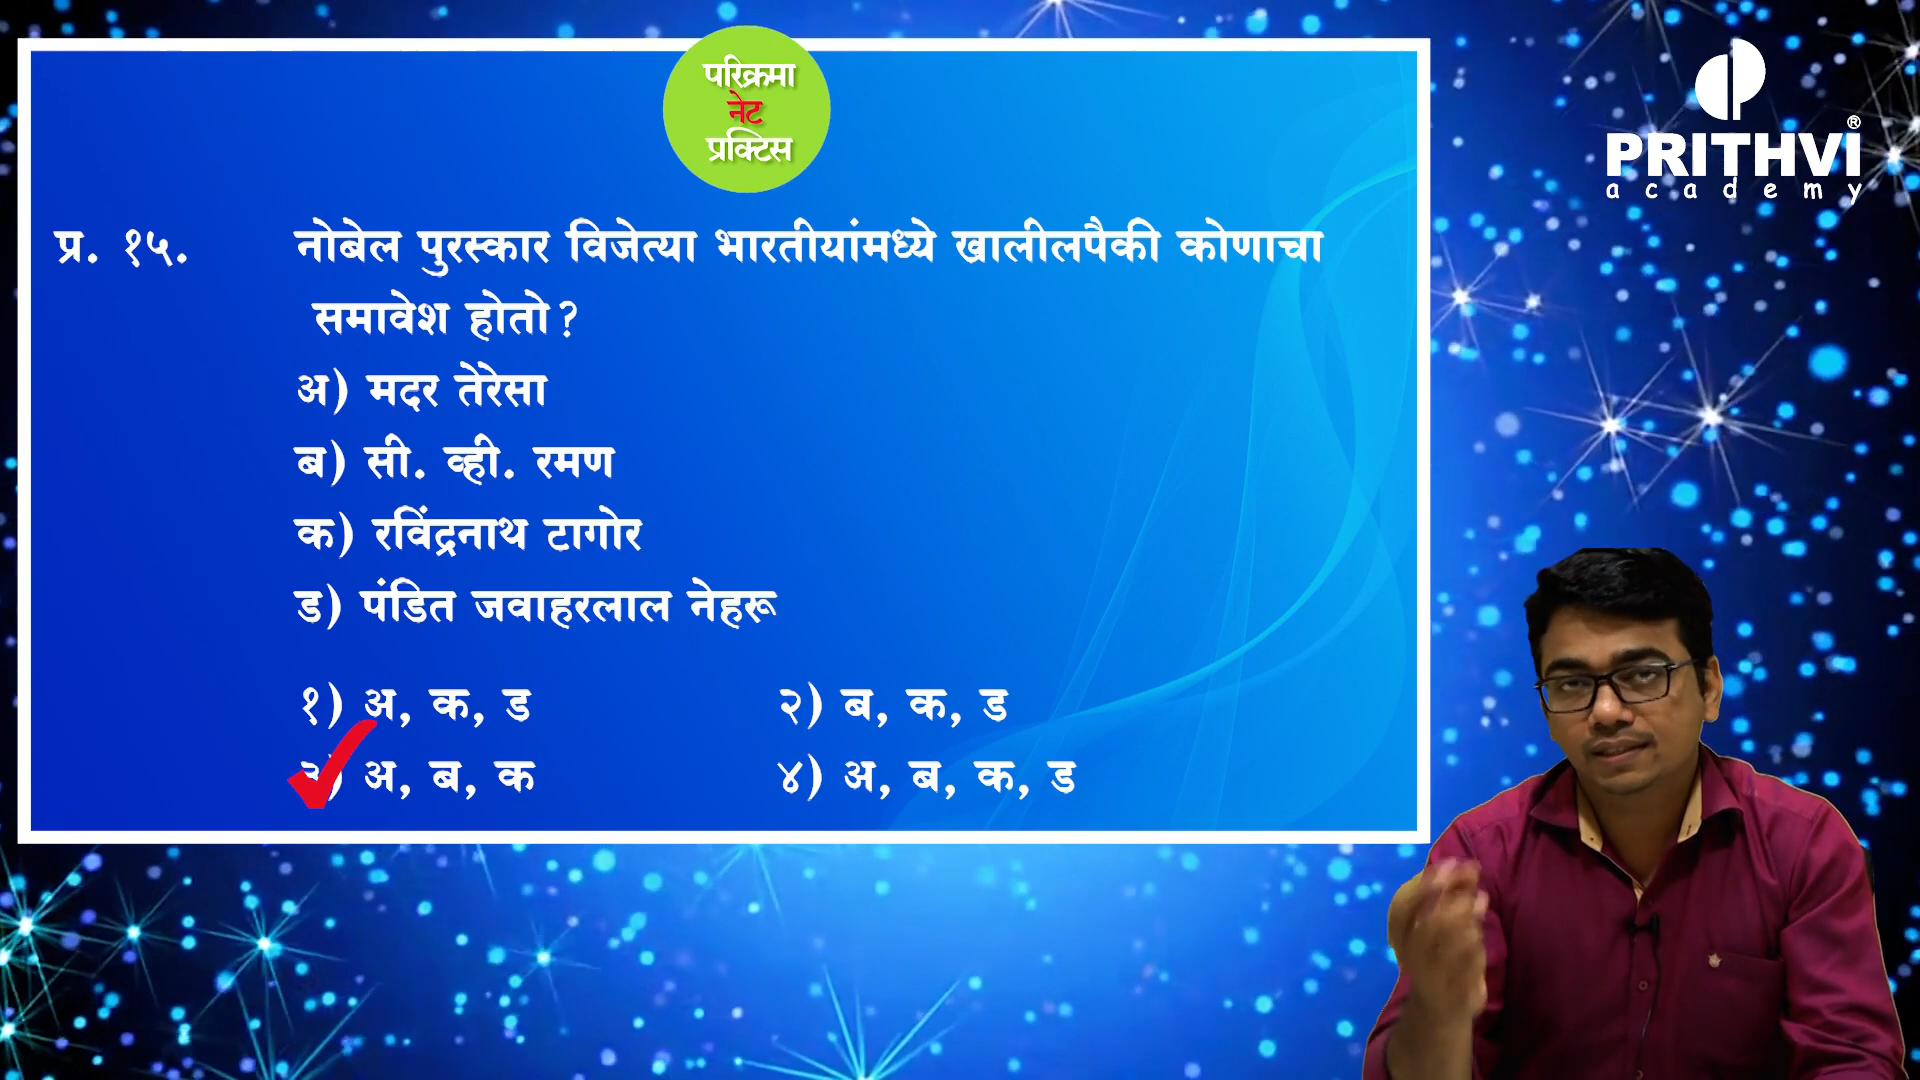 परिक्रमा
नेट
प्रक्टिस
PRITHVi®
academy
प्र. १५. नोबेल पुरस्कार विजेत्या भारतीयांमध्ये खालीलपैकी कोणाचा
समावेश होतो?
अ) मदर तेरेसा
ब) सी. व्ही. रमण
क) रविंद्रनाथ टागोर
ड) पंडित जवाहरलाल नेहरू
१) अ, क, ड २) ब, क, ड
३) अ, ब, क ४) अ, ब, क, ड